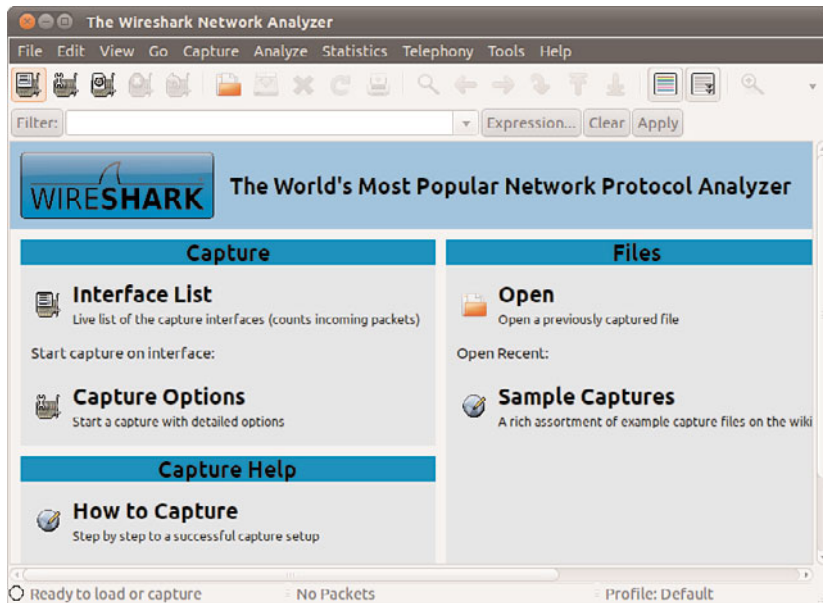 The Wireshark Network Analyzer
File Edit View Go Capture Analyze Statistics Telephony Tools Help
Filter: Expression... Clear Apply
WIRESHARK The World's Most Popular Network Protocol Analyzer
Capture
Interface List
Live list of the capture interfaces (counts incoming packets)
Start capture on interface:
Capture Options
Start a capture with detailed options
Capture Help
How to Capture
Step by step to a successful capture setup
Files
Open
Open a previously captured file
Open Recent:
Sample Captures
A rich assortment of example capture files on the wiki
Ready to load or capture No Packets Profile: Default